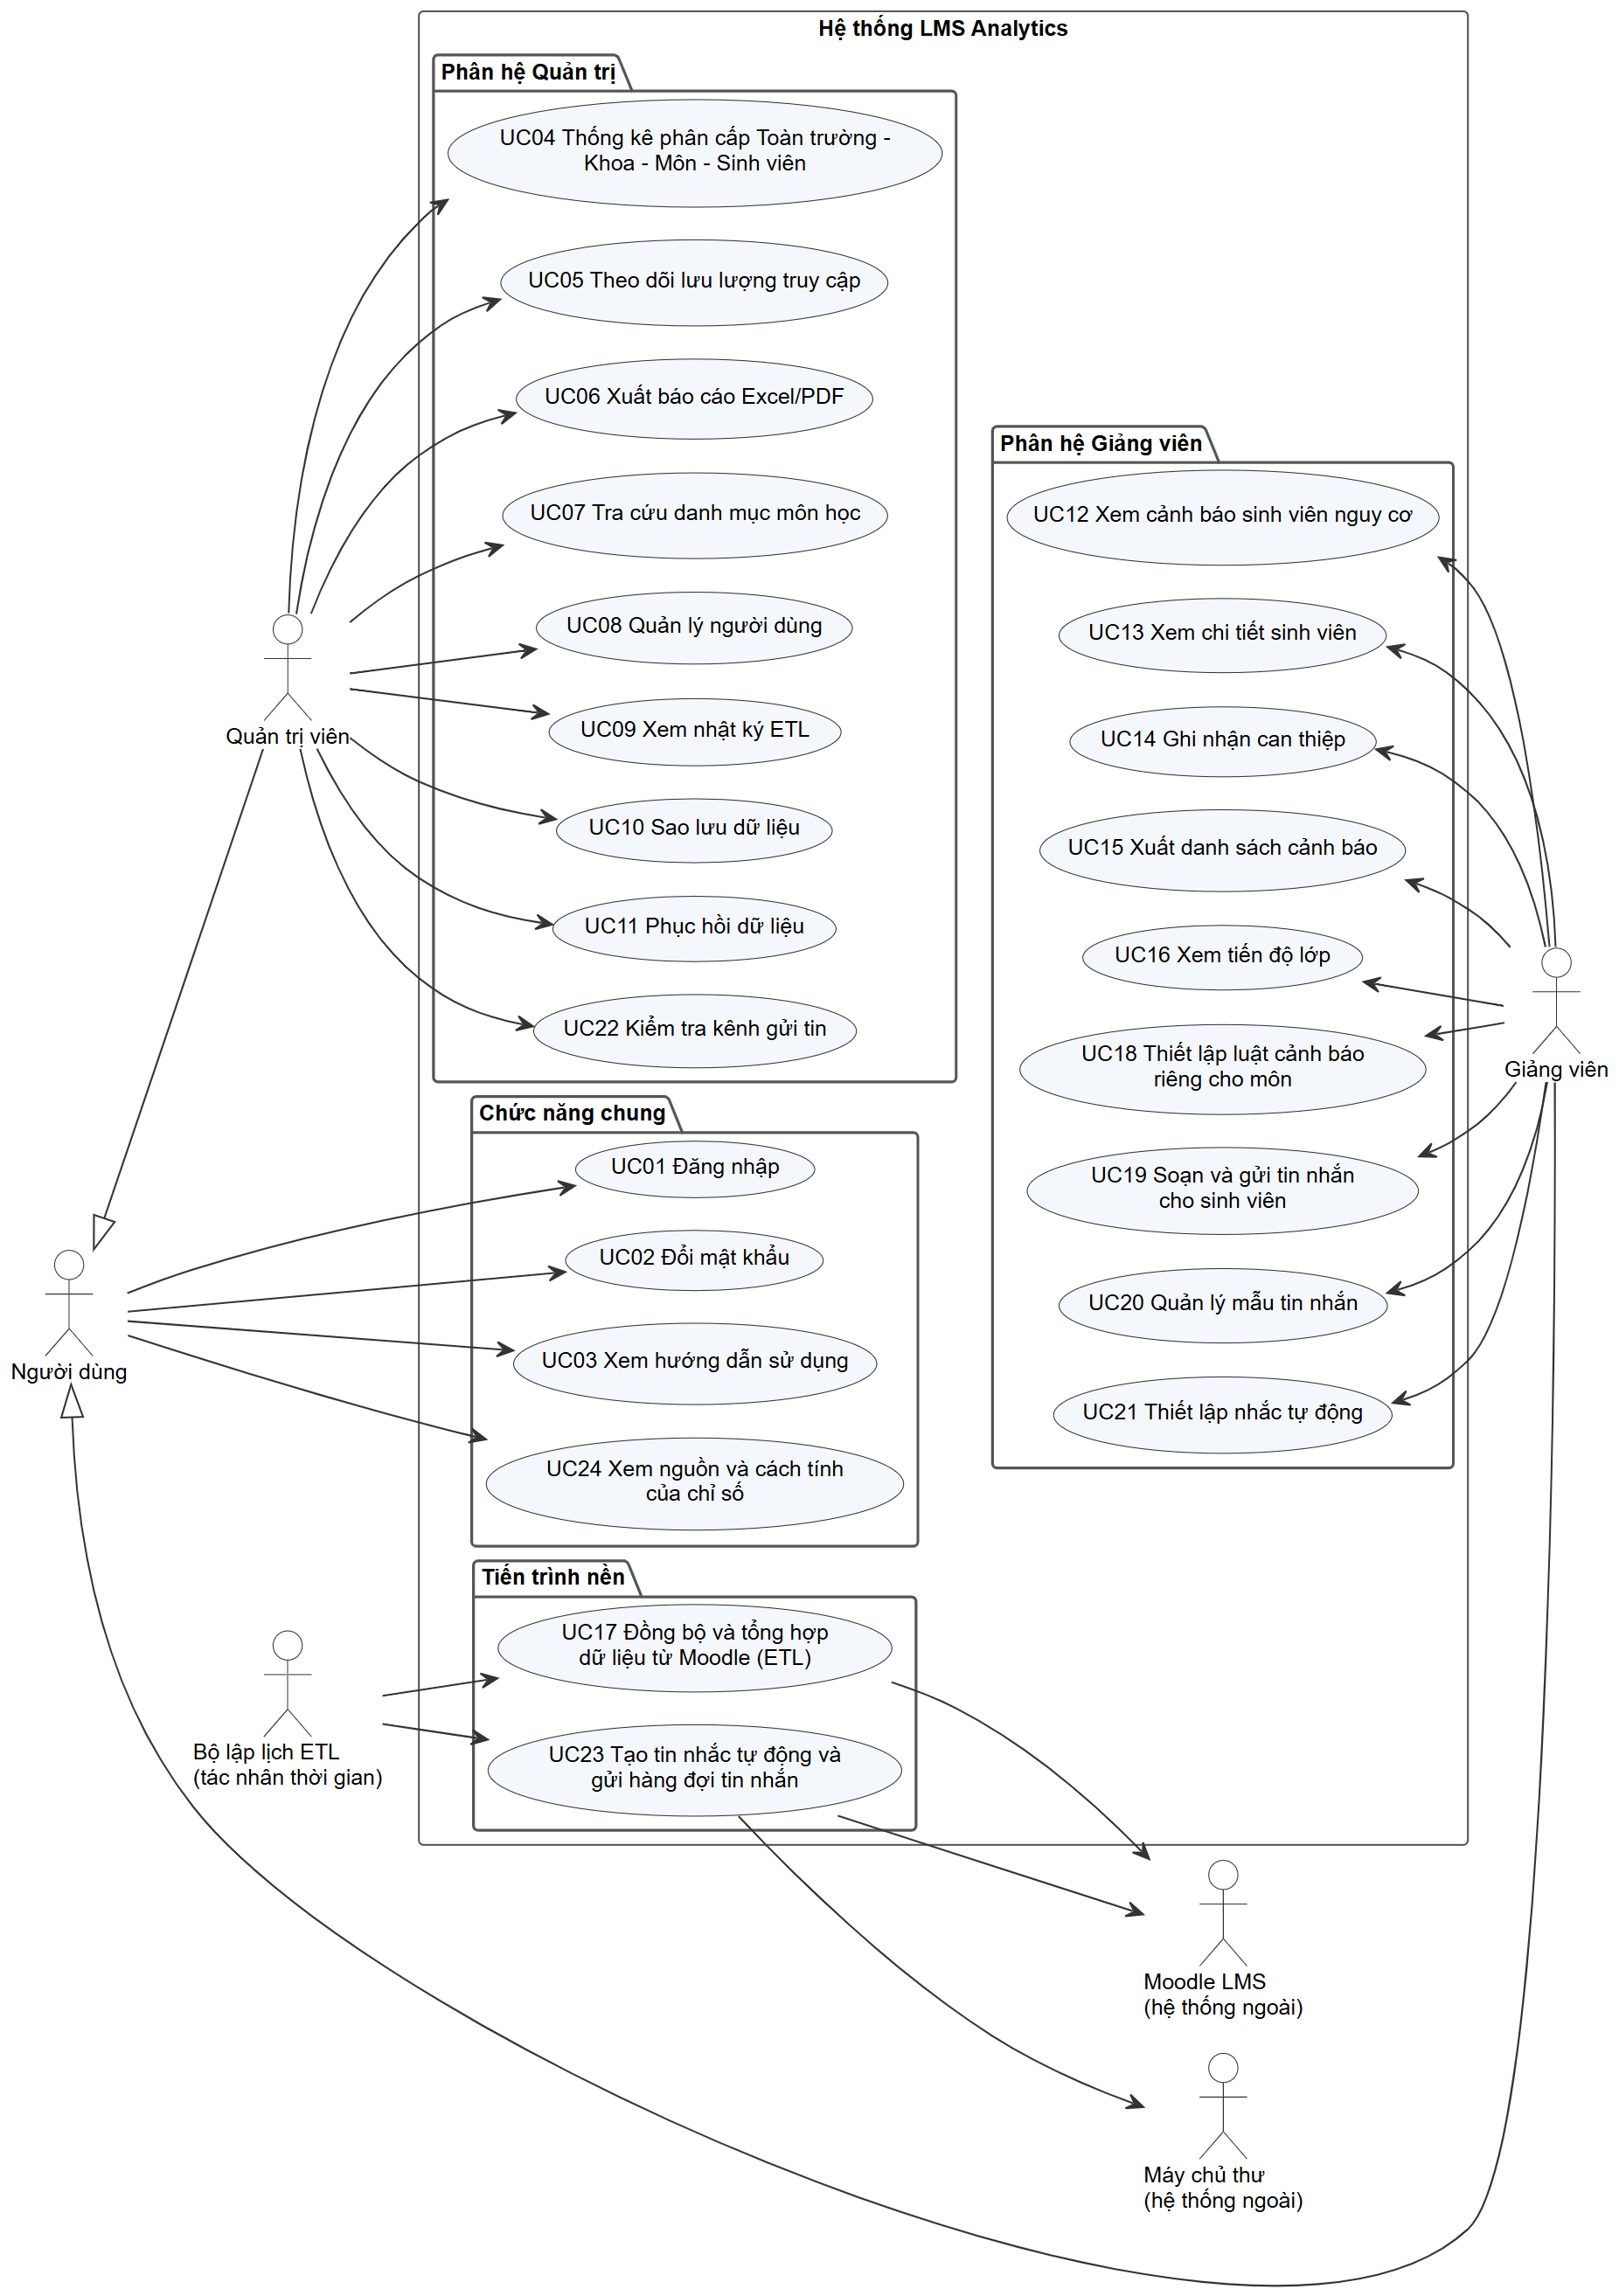 Hệ thống LMS Analytics
Phân hệ Quản trị
UC04 Thống kê phân cấp Toàn trường -
Khoa - Môn - Sinh viên
UC05 Theo dõi lưu lượng truy cập
UC06 Xuất báo cáo Excel/PDF
UC07 Tra cứu danh mục môn học
UC08 Quản lý người dùng
UC09 Xem nhật ký ETL
UC10 Sao lưu dữ liệu
UC11 Phục hồi dữ liệu
UC22 Kiểm tra kênh gửi tin
Quản trị viên
Phân hệ Giảng viên
UC12 Xem cảnh báo sinh viên nguy cơ
UC13 Xem chi tiết sinh viên
UC14 Ghi nhận can thiệp
UC15 Xuất danh sách cảnh báo
UC16 Xem tiến độ lớp
UC18 Thiết lập luật cảnh báo
riêng cho môn
UC19 Soạn và gửi tin nhắn
cho sinh viên
UC20 Quản lý mẫu tin nhắn
UC21 Thiết lập nhắc tự động
Giảng viên
Chức năng chung
UC01 Đăng nhập
UC02 Đổi mật khẩu
UC03 Xem hướng dẫn sử dụng
UC24 Xem nguồn và cách tính
của chỉ số
Người dùng
Tiến trình nền
UC17 Đồng bộ và tổng hợp
dữ liệu từ Moodle (ETL)
UC23 Tạo tin nhắc tự động và
gửi hàng đợi tin nhắn
Bộ lập lịch ETL
(tác nhân thời gian)
Moodle LMS
(hệ thống ngoài)
Máy chủ thư
(hệ thống ngoài)